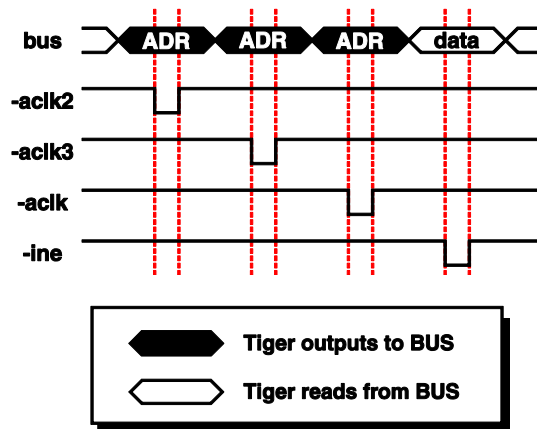 bus ADR ADR ADR data
-aclk2
-aclk3
-aclk
-ine
Tiger outputs to BUS
Tiger reads from BUS